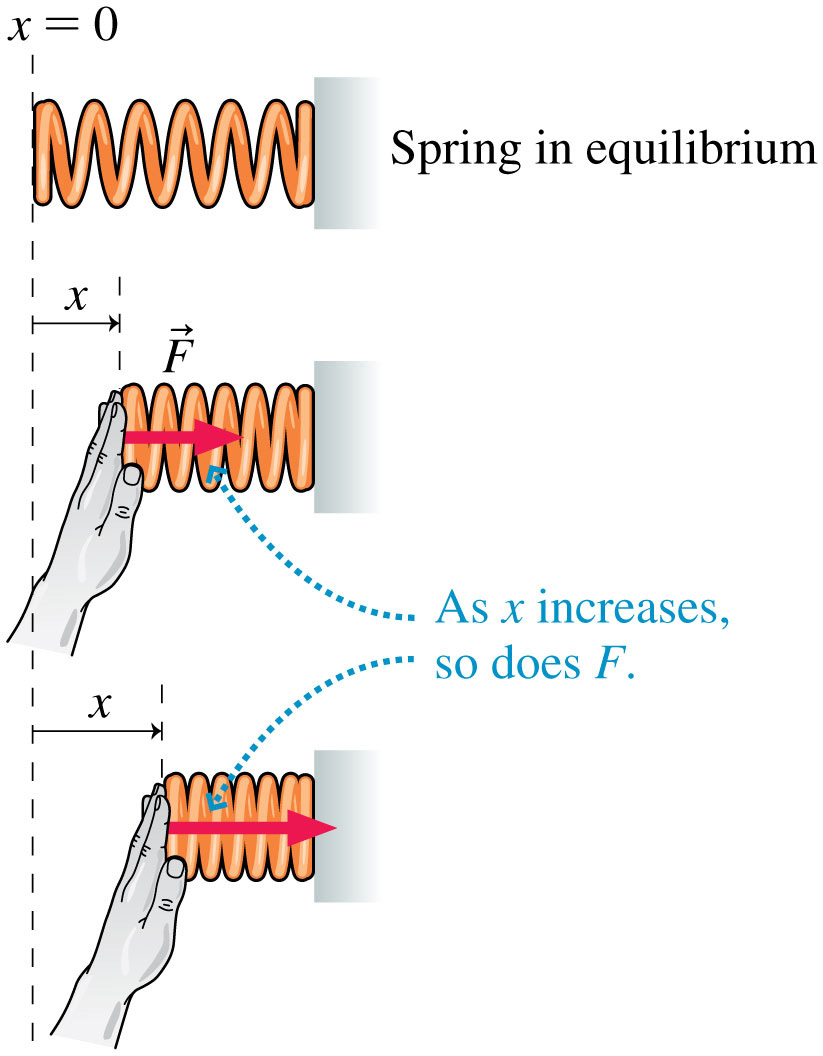 x = 0
Spring in equilibrium
x
F⃗
As x increases,
so does F.
x